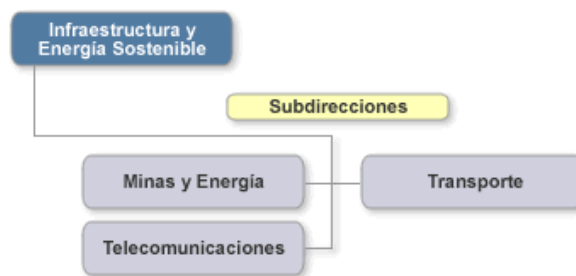 Infraestructura y
Energía Sostenible
Subdirecciones
Minas y Energía
Transporte
Telecomunicaciones